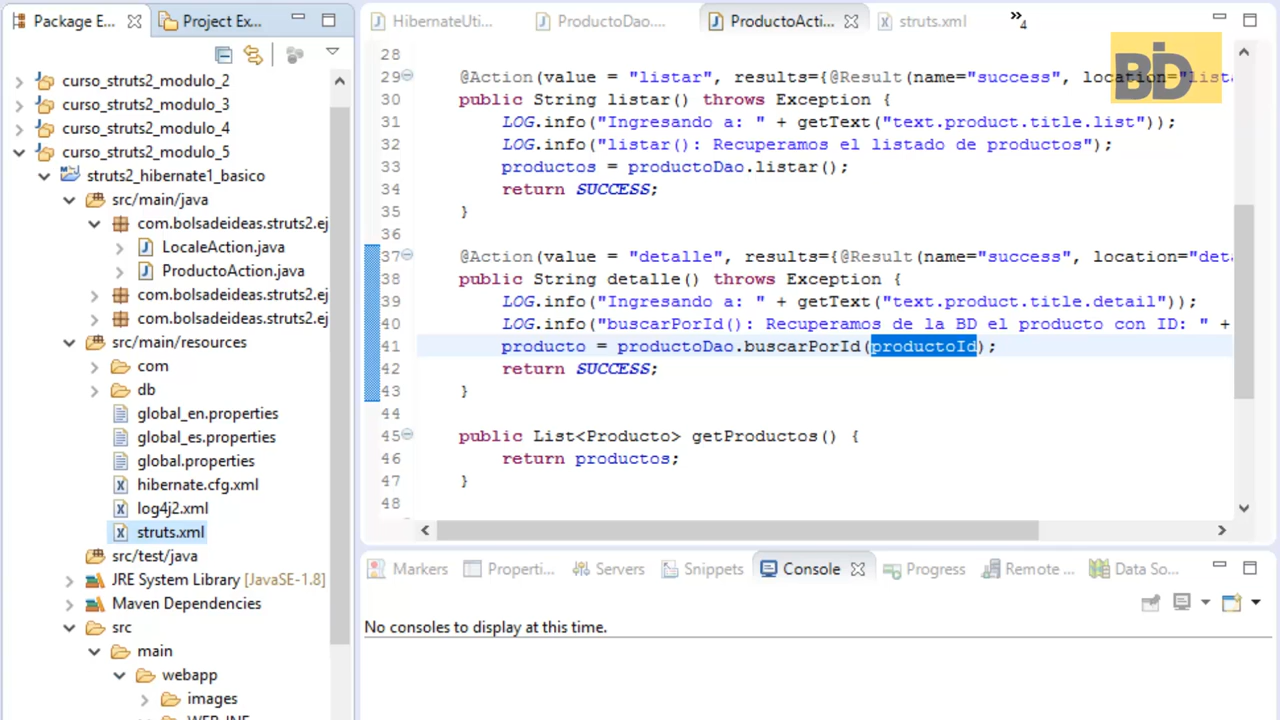 Package E...
Project Ex...
curso_struts2_modulo_2
curso_struts2_modulo_3
curso_struts2_modulo_4
curso_struts2_modulo_5
struts2_hibernate1_basico
src/main/java
com.bolsadeideas.struts2.ej
LocaleAction.java
ProductoAction.java
com.bolsadeideas.struts2.ej
com.bolsadeideas.struts2.ej
src/main/resources
com
db
global_en.properties
global_es.properties
global.properties
hibernate.cfg.xml
log4j2.xml
struts.xml
src/test/java
JRE System Library [JavaSE-1.8]
Maven Dependencies
src
main
webapp
images
WEB-INF
HibernateUti...
ProductoDao....
ProductoActi...
struts.xml
»4
BiD
28
29 @Action(value = "listar", results={@Result(name="success", location="lista
30 public String listar() throws Exception {
31 LOG.info("Ingresando a: " + getText("text.product.title.list"));
32 LOG.info("listar(): Recuperamos el listado de productos");
33 productos = productoDao.listar();
34 return SUCCESS;
35 }
36
37 @Action(value = "detalle", results={@Result(name="success", location="deta
38 public String detalle() throws Exception {
39 LOG.info("Ingresando a: " + getText("text.product.title.detail"));
40 LOG.info("buscarPorId(): Recuperamos de la BD el producto con ID: " +
41 producto = productoDao.buscarPorId(productoId);
42 return SUCCESS;
43 }
44
45 public List<Producto> getProductos() {
46 return productos;
47 }
48
Markers
Properti...
Servers
Snippets
Console
Progress
Remote ...
Data So...
No consoles to display at this time.